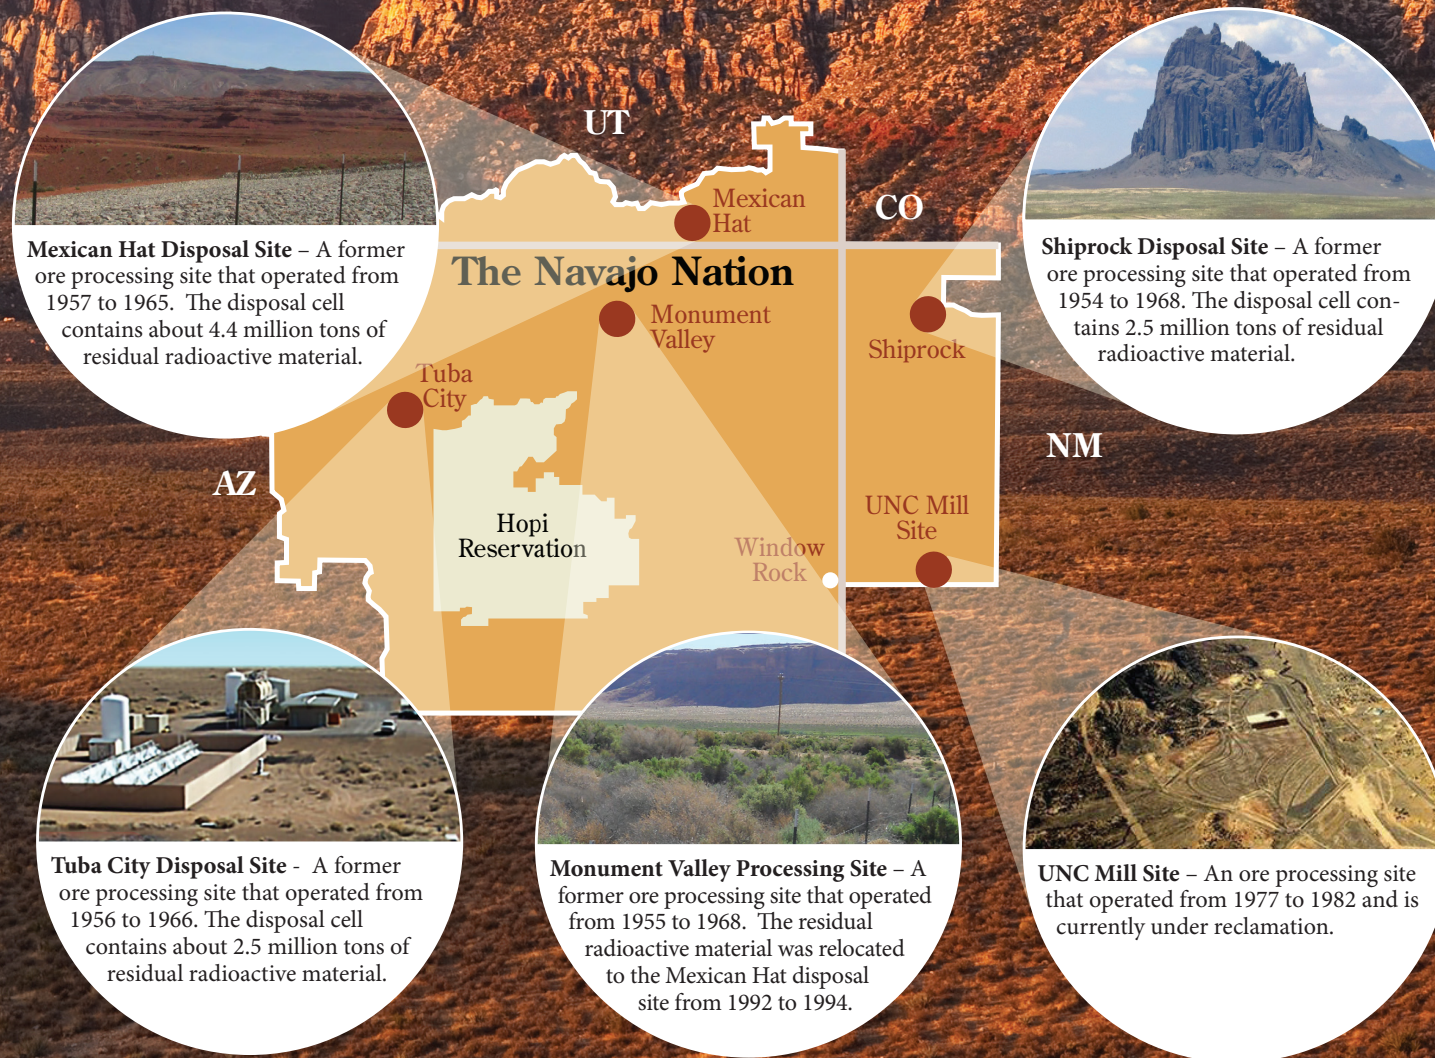 UT
CO
AZ
NM
The Navajo Nation
Mexican
Hat
Monument
Valley
Tuba
City
Shiprock
Hopi
Reservation
Window
Rock
UNC Mill
Site
Mexican Hat Disposal Site – A former
ore processing site that operated from
1957 to 1965. The disposal cell
contains about 4.4 million tons of
residual radioactive material.
Shiprock Disposal Site – A former
ore processing site that operated from
1954 to 1968. The disposal cell con-
tains 2.5 million tons of residual
radioactive material.
Tuba City Disposal Site - A former
ore processing site that operated from
1956 to 1966. The disposal cell
contains about 2.5 million tons of
residual radioactive material.
Monument Valley Processing Site – A
former ore processing site that operated
from 1955 to 1968. The residual
radioactive material was relocated
to the Mexican Hat disposal
site from 1992 to 1994.
UNC Mill Site – An ore processing site
that operated from 1977 to 1982 and is
currently under reclamation.